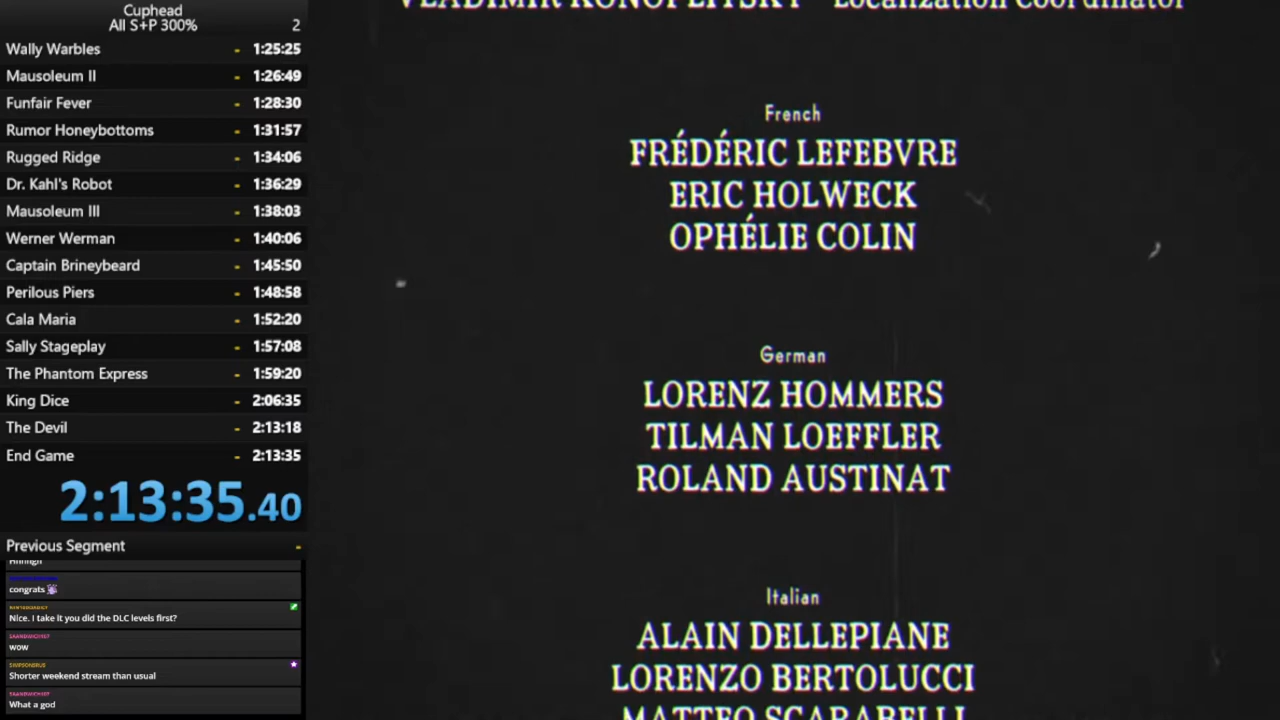 Cuphead
All S+P 300% 2
Wally Warbles - 1:25:25
Mausoleum II - 1:26:49
Funfair Fever - 1:28:30
Rumor Honeybottoms - 1:31:57
Rugged Ridge - 1:34:06
Dr. Kahl's Robot - 1:36:29
Mausoleum III - 1:38:03
Werner Werman - 1:40:06
Captain Brineybeard - 1:45:50
Perilous Piers - 1:48:58
Cala Maria - 1:52:20
Sally Stageplay - 1:57:08
The Phantom Express - 1:59:20
King Dice - 2:06:35
The Devil - 2:13:18
End Game - 2:13:35
2:13:35.40
Previous Segment -
congrats
Nice. I take it you did the DLC levels first?
wow
Shorter weekend stream than usual
What a god
VLADIMIR KONOPLITSKY Localization Coordinator
French
FRÉDÉRIC LEFEBVRE
ERIC HOLWECK
OPHÉLIE COLIN
German
LORENZ HOMMERS
TILMAN LOEFFLER
ROLAND AUSTINAT
Italian
ALAIN DELLEPIANE
LORENZO BERTOLUCCI
MATTEO SCARABELLI